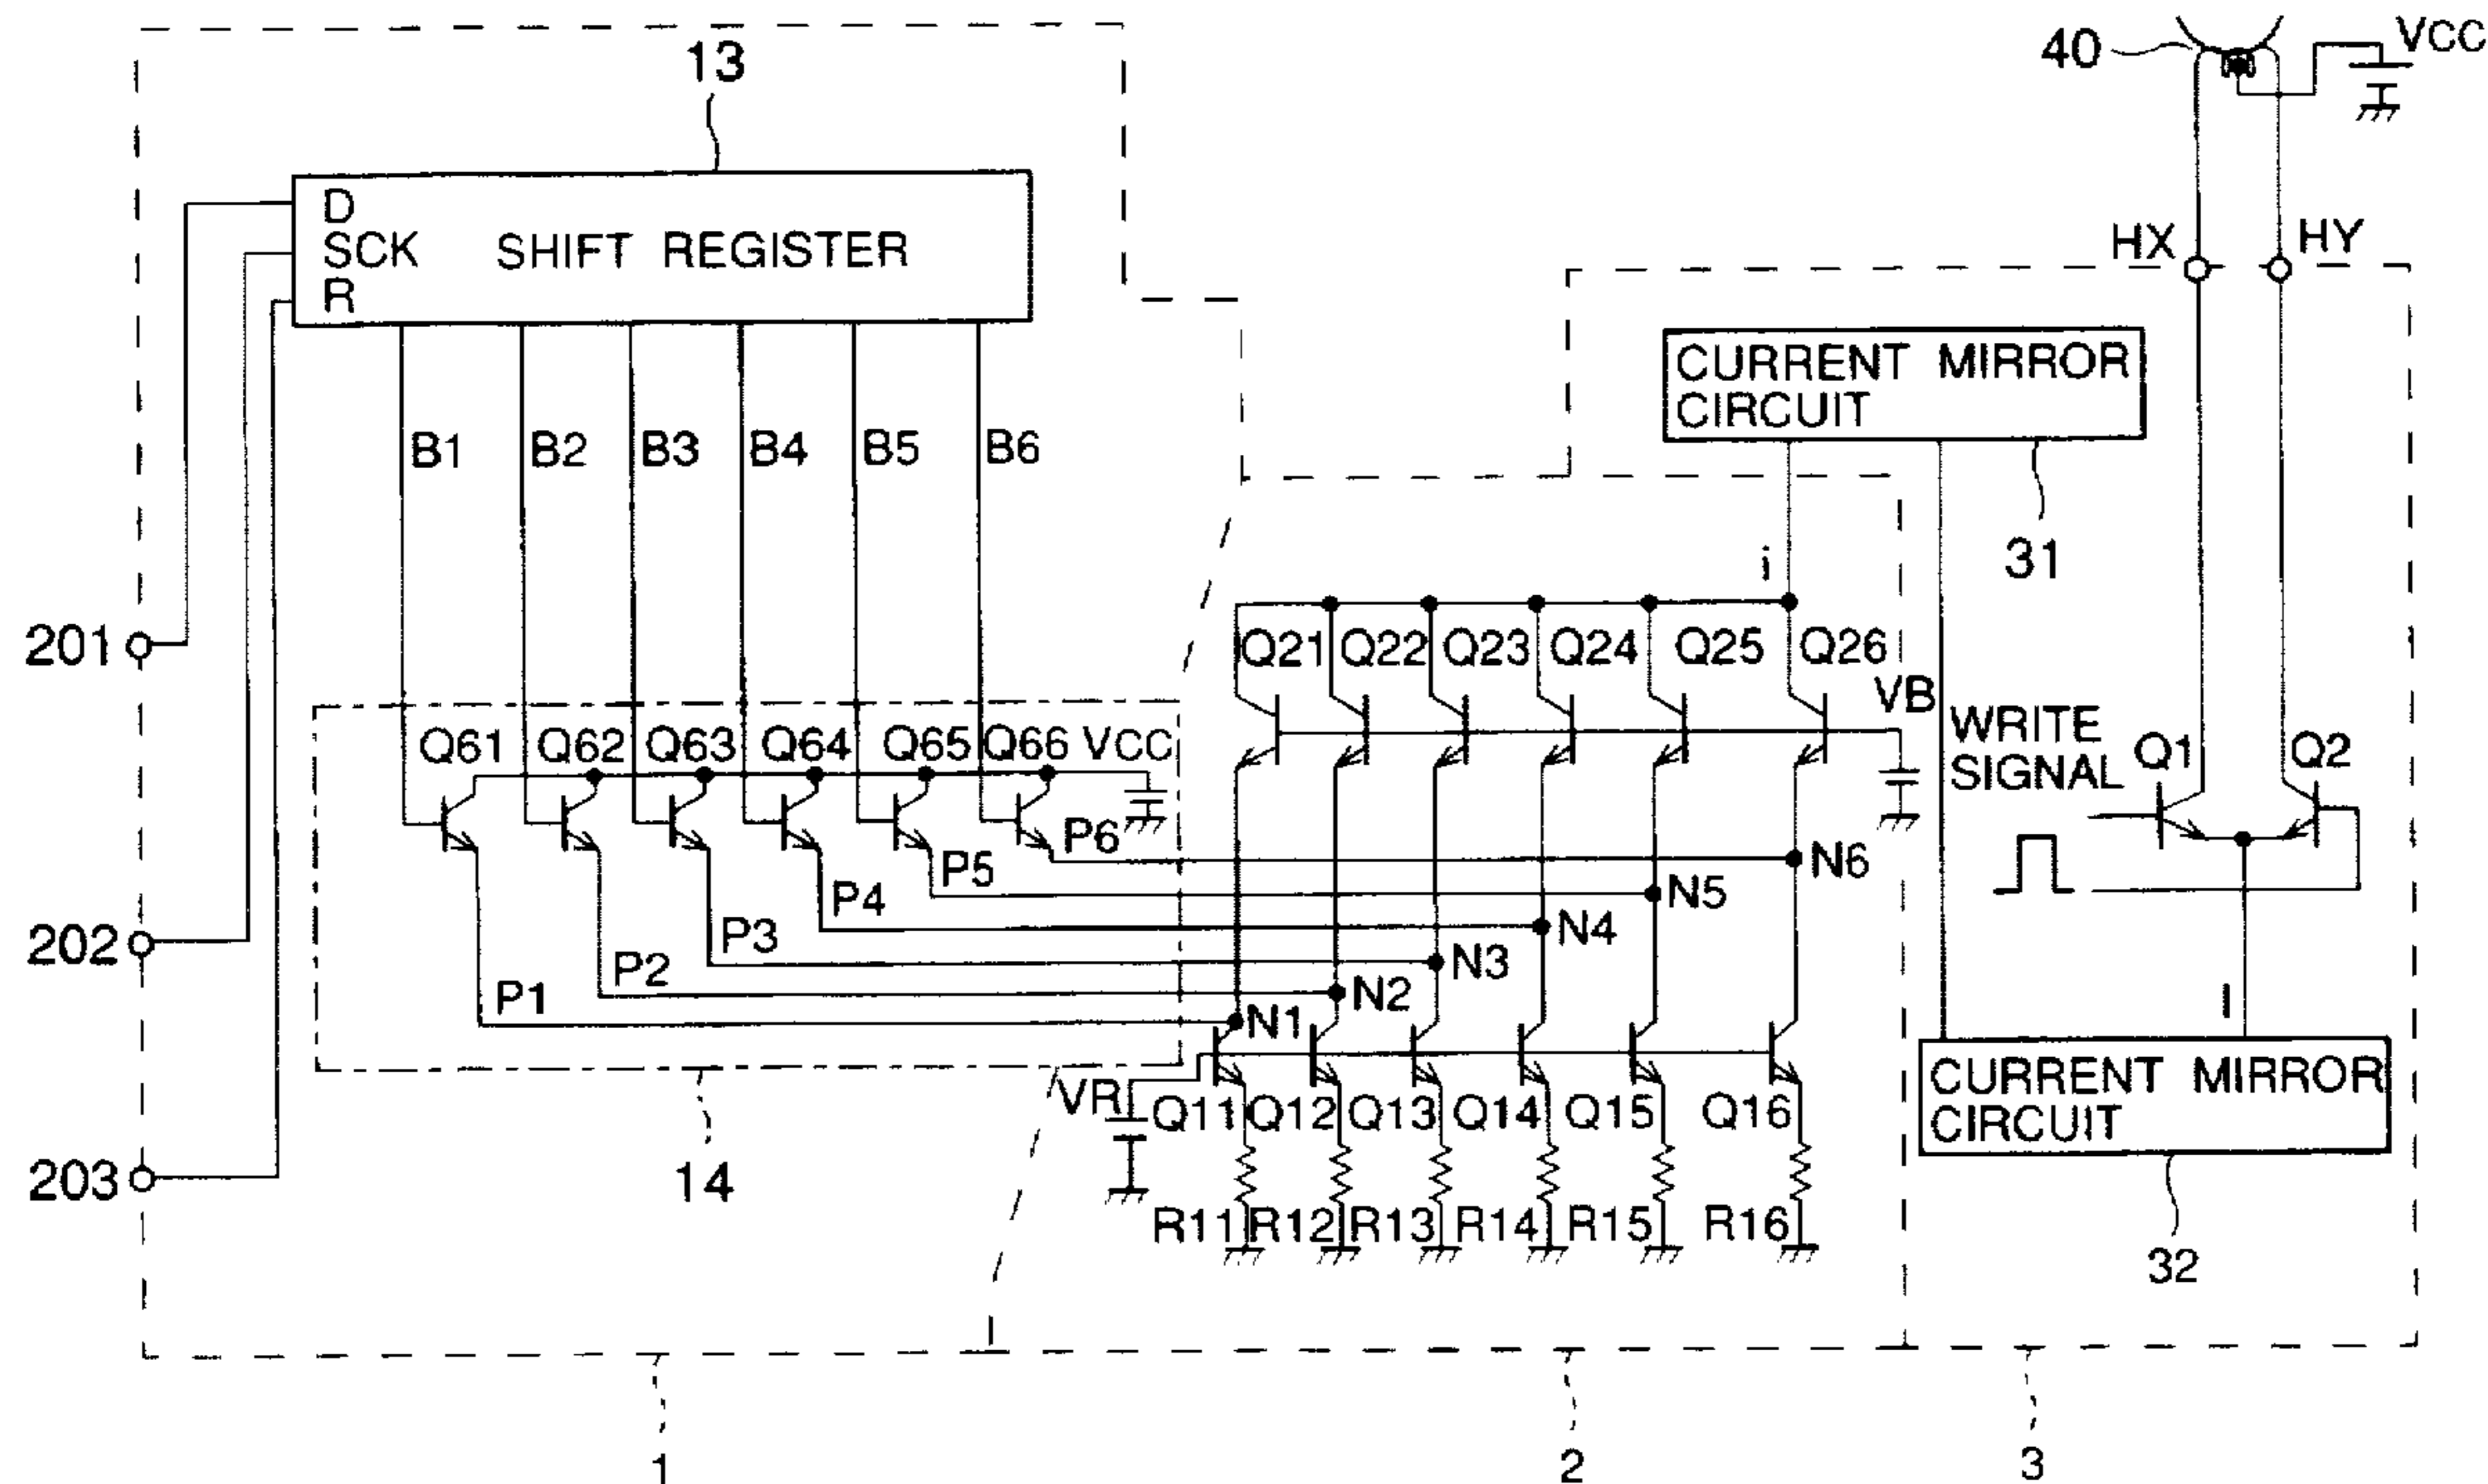 13
40
VCC
D
SCK SHIFT REGISTER
R
HX
HY
CURRENT MIRROR
CIRCUIT
B1
B2
B3
B4
B5
B6
31
i
201
Q21
Q22
Q23
Q24
Q25
Q26
VB
WRITE
SIGNAL
Q1
Q2
Q61
Q62
Q63
Q64
Q65
Q66
VCC
P6
N6
P5
N5
P4
N4
P3
N3
P2
N2
P1
N1
202
I
CURRENT MIRROR
CIRCUIT
VR
Q11
Q12
Q13
Q14
Q15
Q16
14
203
R11
R12
R13
R14
R15
R16
32
1
2
3